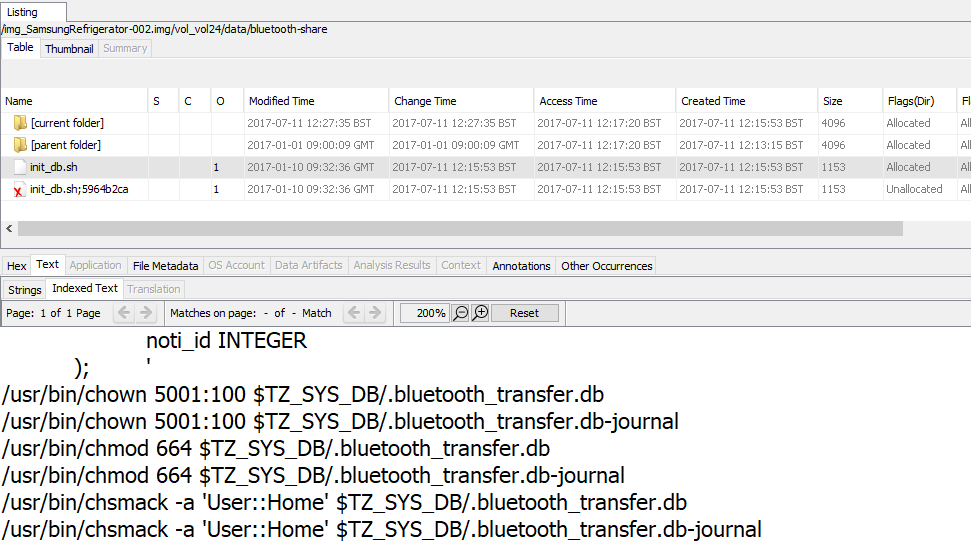 Listing
/img_SamsungRefrigerator-002.img/vol_vol24/data/bluetooth-share
Table Thumbnail Summary
Name S C O Modified Time Change Time Access Time Created Time Size Flags(Dir) Fl
[current folder] 2017-07-11 12:27:35 BST 2017-07-11 12:27:35 BST 2017-07-11 12:17:20 BST 2017-07-11 12:15:53 BST 4096 Allocated All
[parent folder] 2017-01-01 09:00:09 GMT 2017-01-01 09:00:09 GMT 2017-07-11 12:17:20 BST 2017-07-11 12:13:15 BST 4096 Allocated All
init_db.sh 1 2017-01-10 09:32:36 GMT 2017-07-11 12:15:53 BST 2017-07-11 12:15:53 BST 2017-07-11 12:15:53 BST 1153 Allocated All
init_db.sh;5964b2ca 1 2017-01-10 09:32:36 GMT 2017-07-11 12:15:53 BST 2017-07-11 12:15:53 BST 2017-07-11 12:15:53 BST 1153 Unallocated All
Hex Text Application File Metadata OS Account Data Artifacts Analysis Results Context Annotations Other Occurrences
Strings Indexed Text Translation
Page: 1 of 1 Page Matches on page: - of - Match 200% Reset
noti_id INTEGER
); '
/usr/bin/chown 5001:100 $TZ_SYS_DB/.bluetooth_transfer.db
/usr/bin/chown 5001:100 $TZ_SYS_DB/.bluetooth_transfer.db-journal
/usr/bin/chmod 664 $TZ_SYS_DB/.bluetooth_transfer.db
/usr/bin/chmod 664 $TZ_SYS_DB/.bluetooth_transfer.db-journal
/usr/bin/chsmack -a 'User::Home' $TZ_SYS_DB/.bluetooth_transfer.db
/usr/bin/chsmack -a 'User::Home' $TZ_SYS_DB/.bluetooth_transfer.db-journal